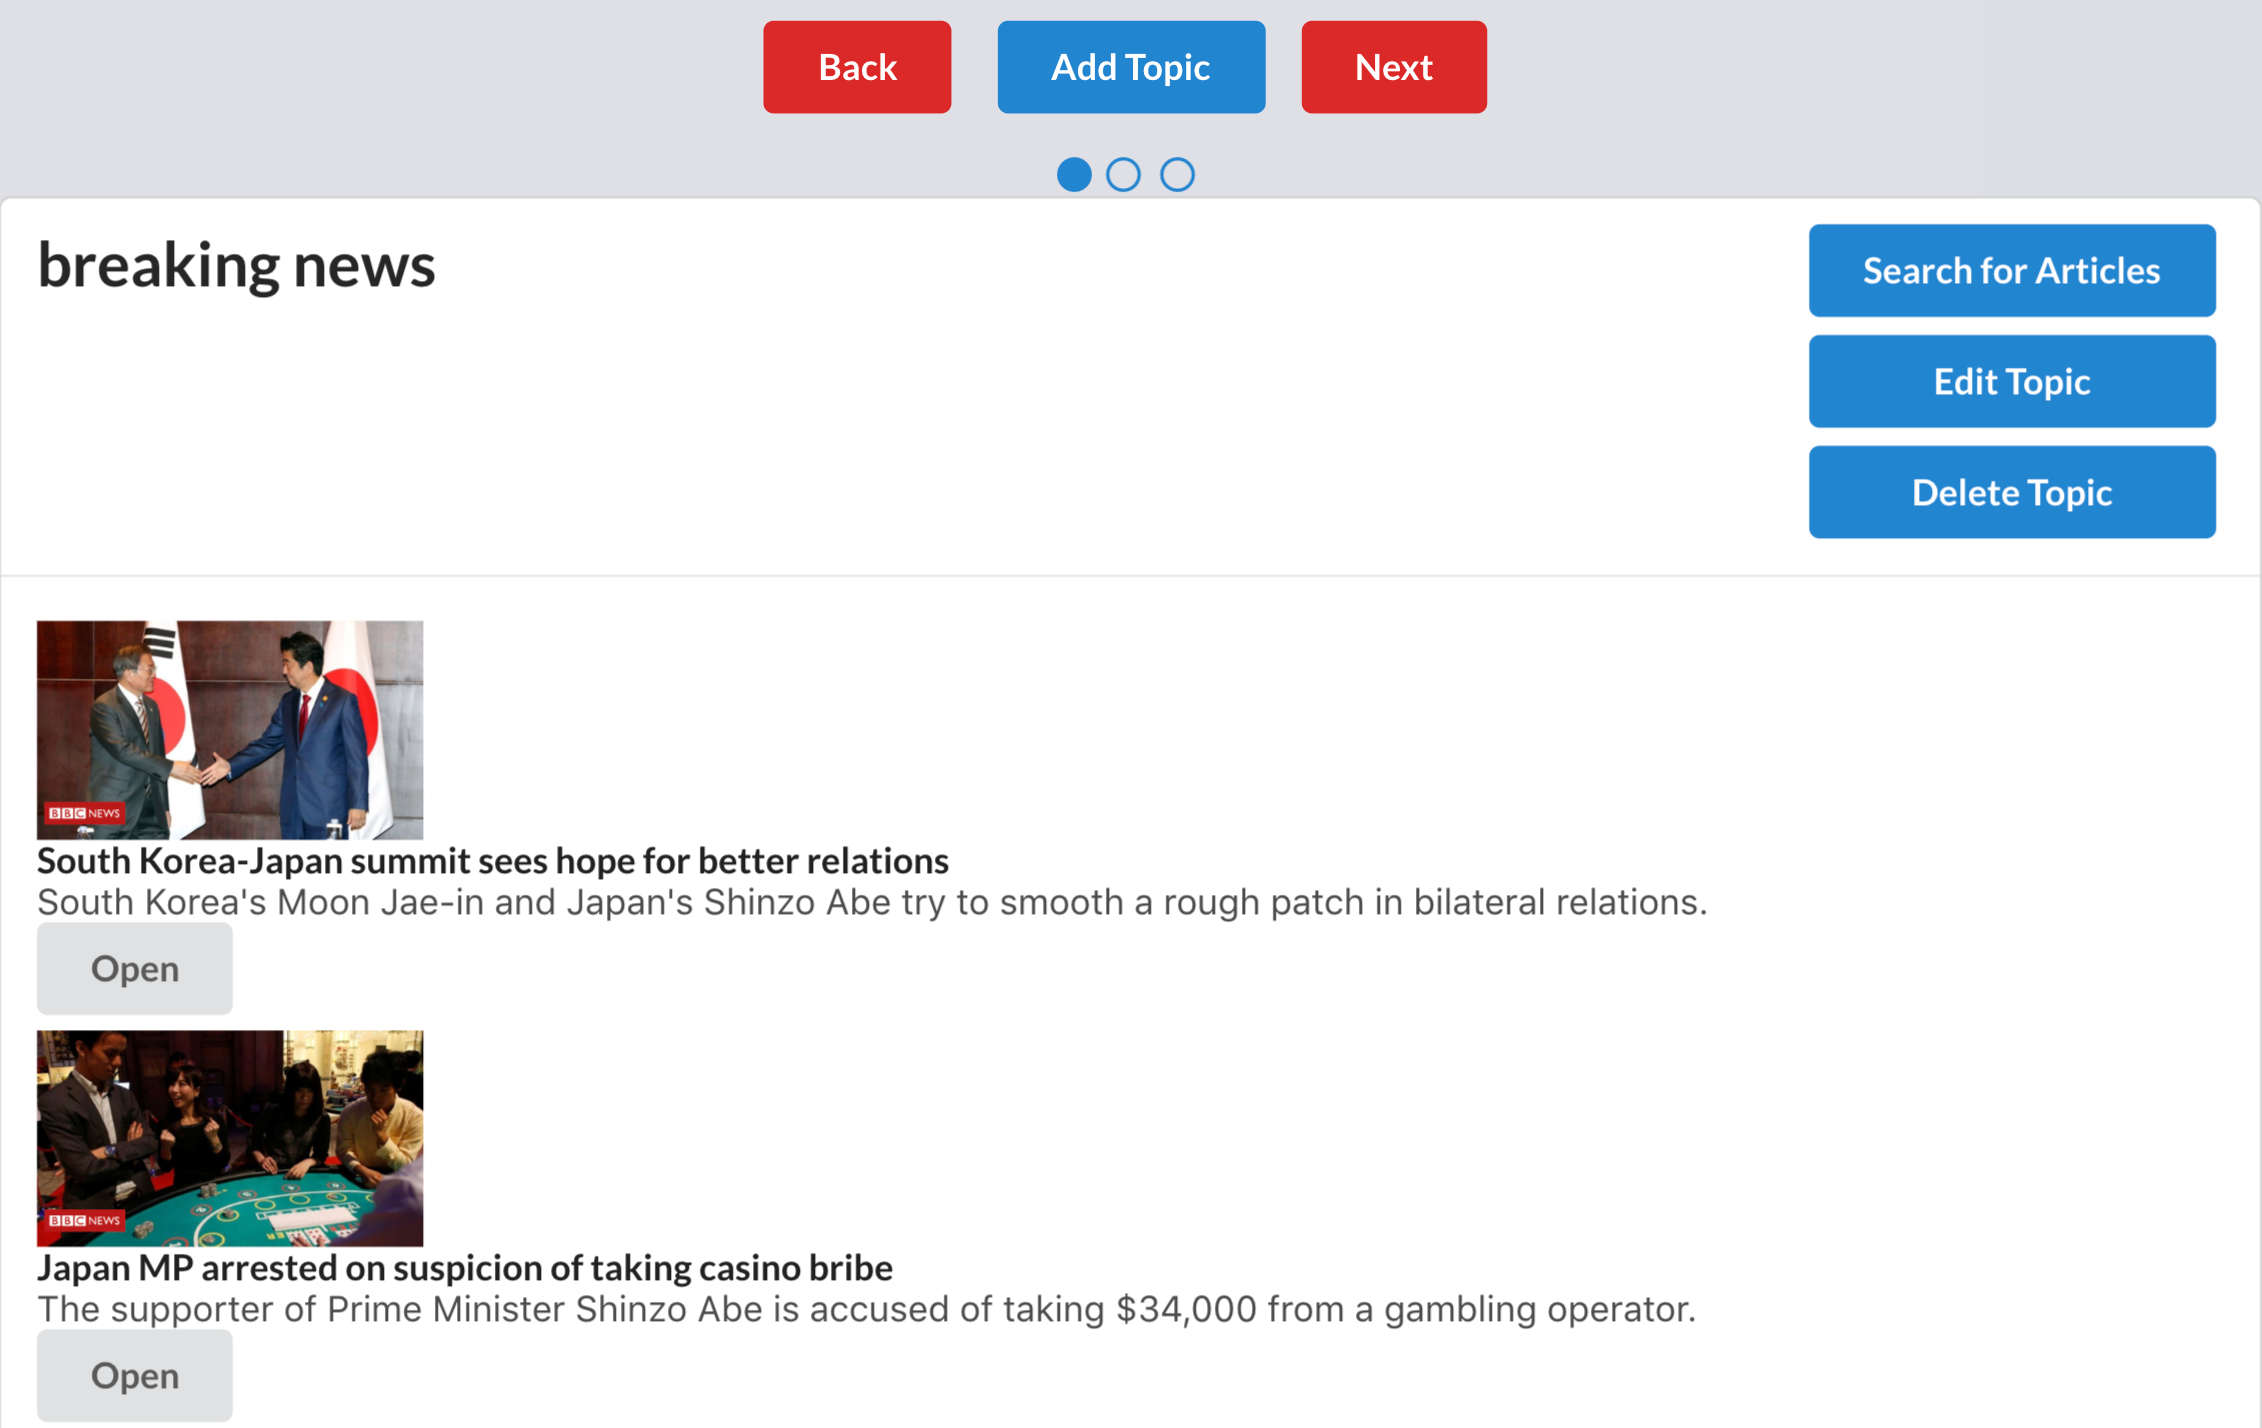 Back
Add Topic
Next
breaking news
Search for Articles
Edit Topic
Delete Topic
BBC NEWS
South Korea-Japan summit sees hope for better relations
South Korea's Moon Jae-in and Japan's Shinzo Abe try to smooth a rough patch in bilateral relations.
Open
BBC NEWS
Japan MP arrested on suspicion of taking casino bribe
The supporter of Prime Minister Shinzo Abe is accused of taking $34,000 from a gambling operator.
Open